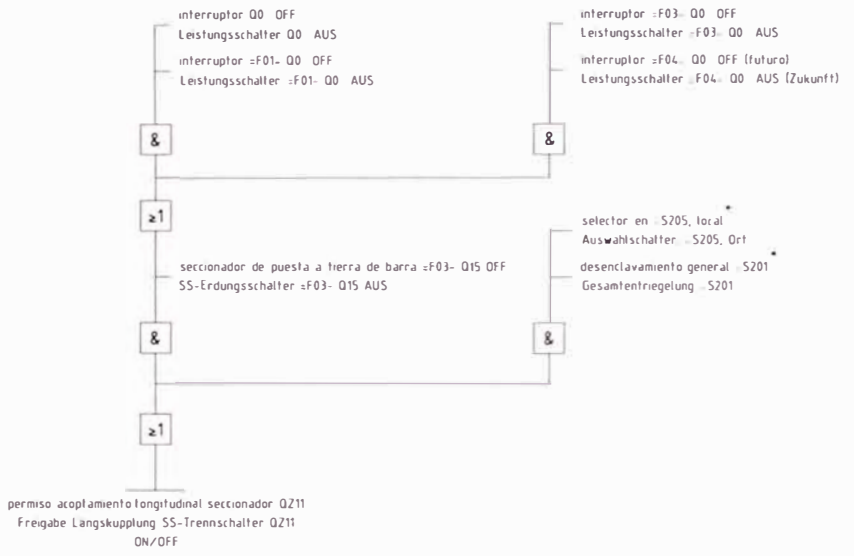 interruptor Q0 OFF
Leistungsschalter Q0 AUS
interruptor =F01- Q0 OFF
Leistungsschalter =F01- Q0 AUS
&
interruptor =F03- Q0 OFF
Leistungsschalter =F03- Q0 AUS
interruptor =F04- Q0 OFF (futuro)
Leistungsschalter =F04- Q0 AUS (Zukunft)
&
≥1
seccionador de puesta a tierra de barra =F03- Q15 OFF
SS-Erdungsschalter =F03- Q15 AUS
&
selector en -S205, local *
Auswahlschalter -S205, Ort
desenclavamiento general -S201 *
Gesamtentriegelung -S201
&
≥1
permiso acoplamiento longitudinal seccionador QZ11
Freigabe Längskupplung SS-Trennschalter QZ11
ON/OFF